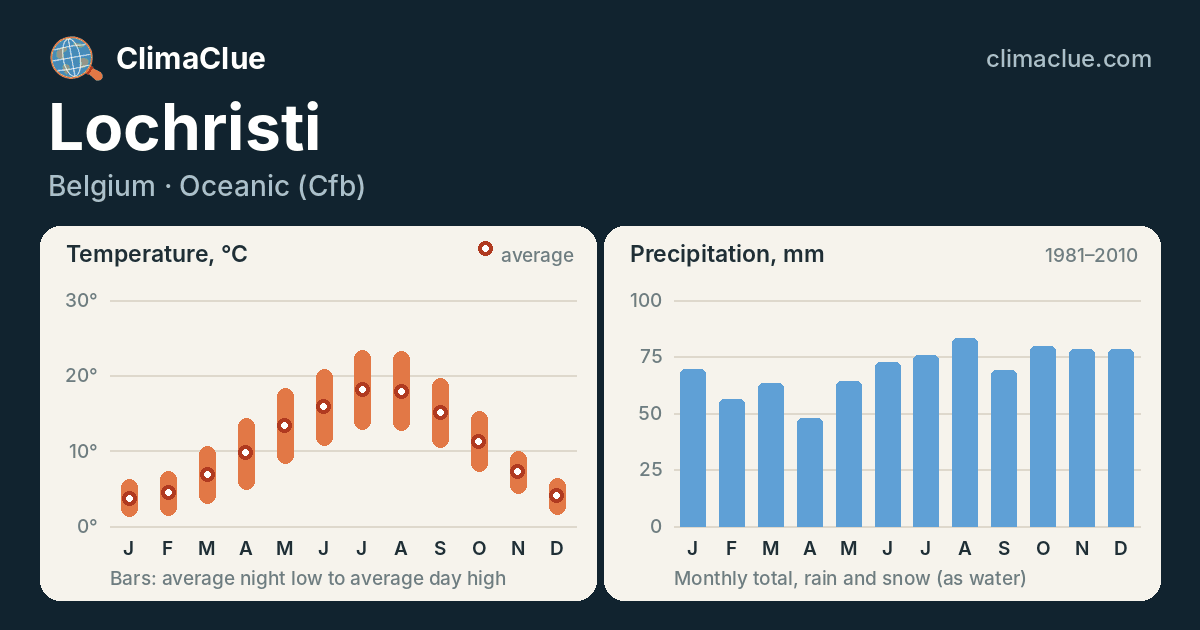 ClimaClue
climaclue.com
Lochristi
Belgium · Oceanic (Cfb)
Temperature, °C
average
30°
20°
10°
0°
J F M A M J J A S O N D
Bars: average night low to average day high
Precipitation, mm
1981–2010
100
75
50
25
0
J F M A M J J A S O N D
Monthly total, rain and snow (as water)